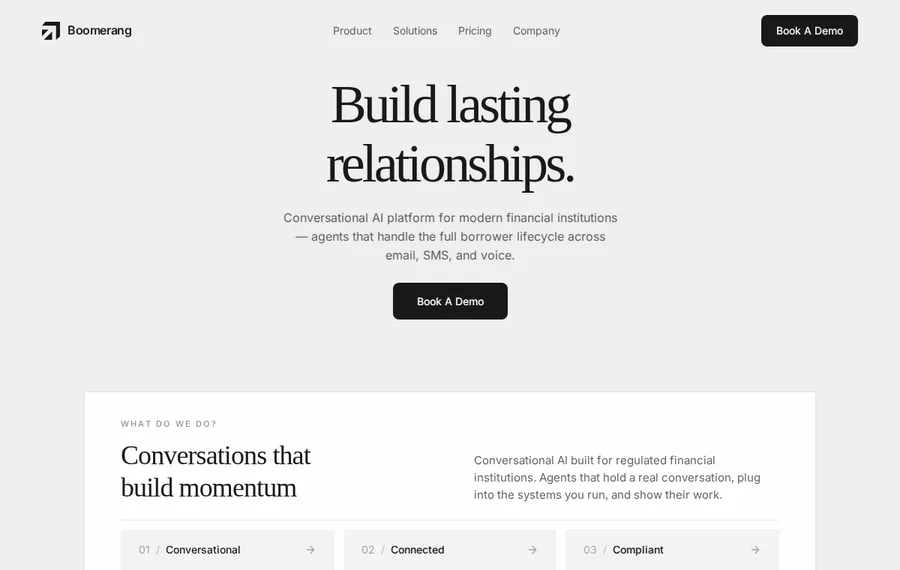 Boomerang
Product
Solutions
Pricing
Company
Book A Demo
Build lasting
relationships.
Conversational AI platform for modern financial institutions
— agents that handle the full borrower lifecycle across
email, SMS, and voice.
Book A Demo
WHAT DO WE DO?
Conversations that
build momentum
Conversational AI built for regulated financial
institutions. Agents that hold a real conversation, plug
into the systems you run, and show their work.
01 / Conversational →
02 / Connected →
03 / Compliant →